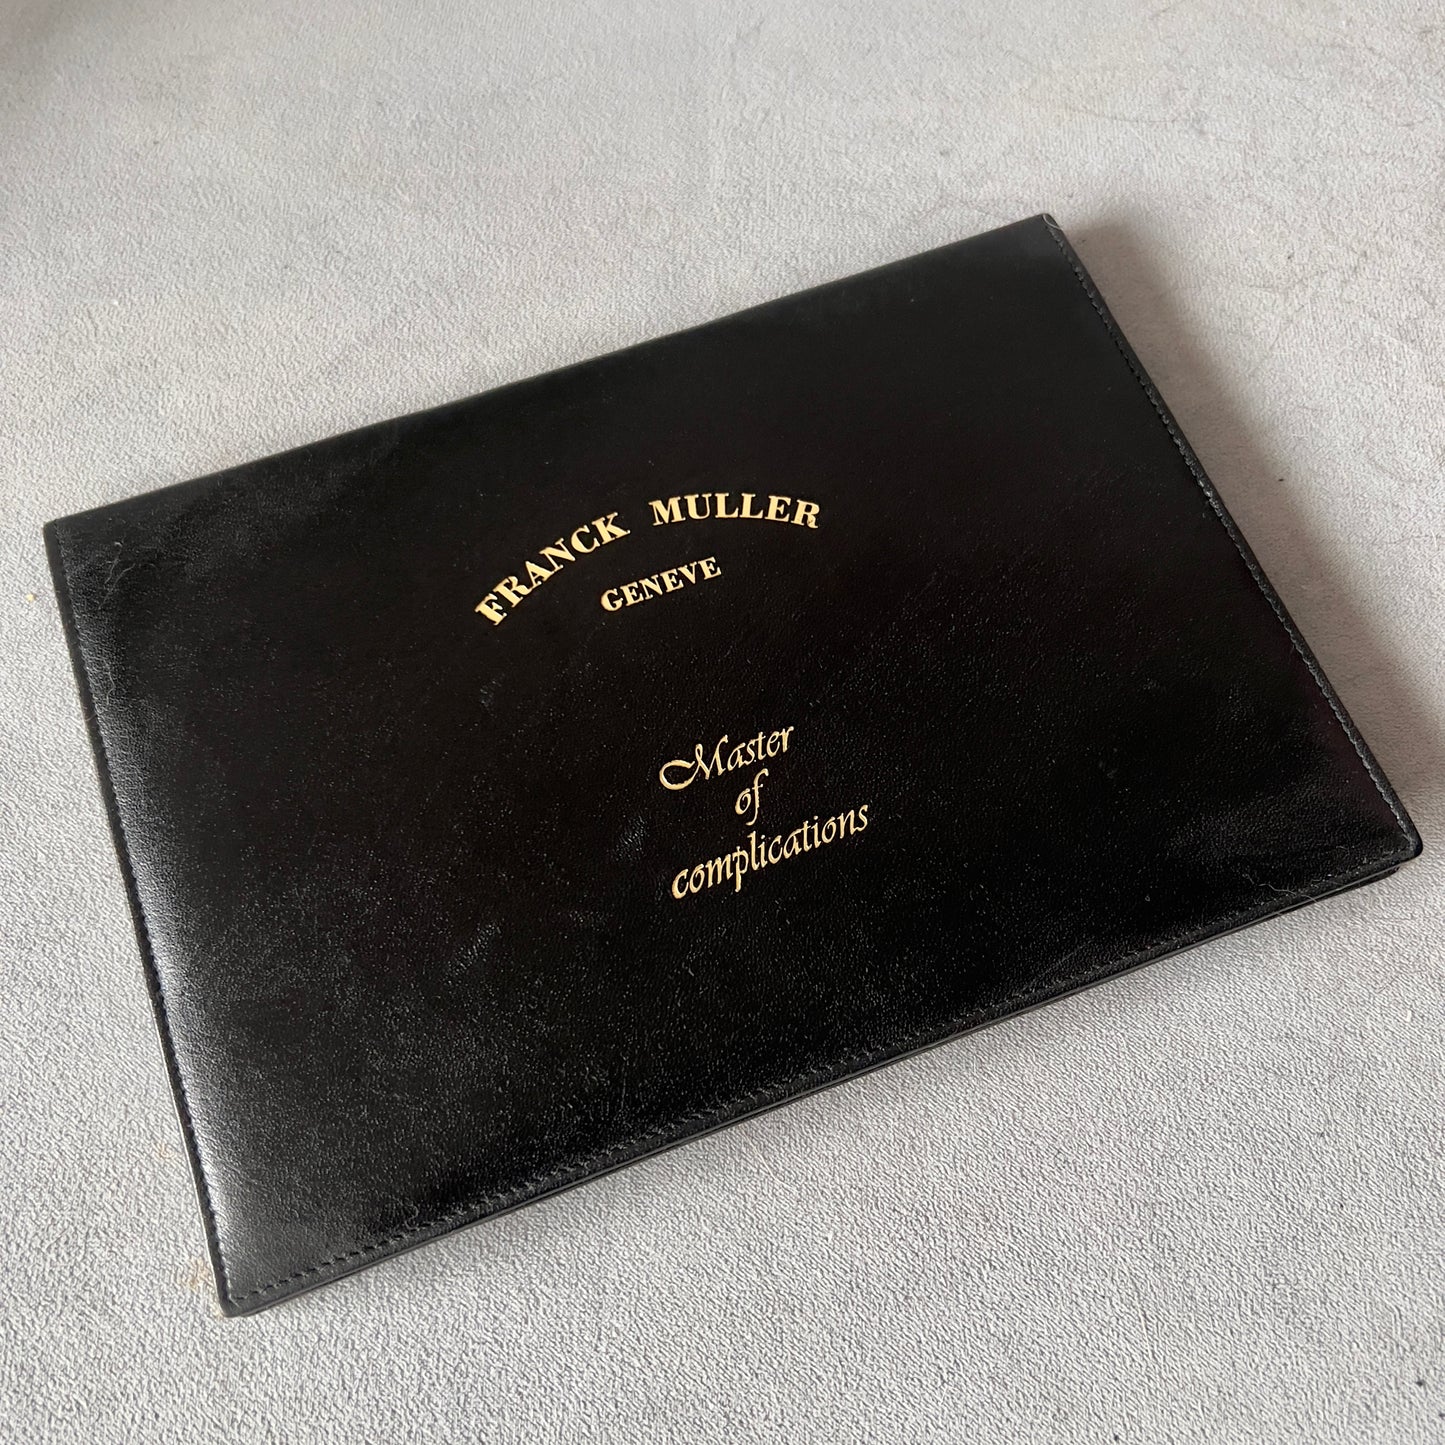 FRANCK MULLER
GENEVE
Master
of
complications